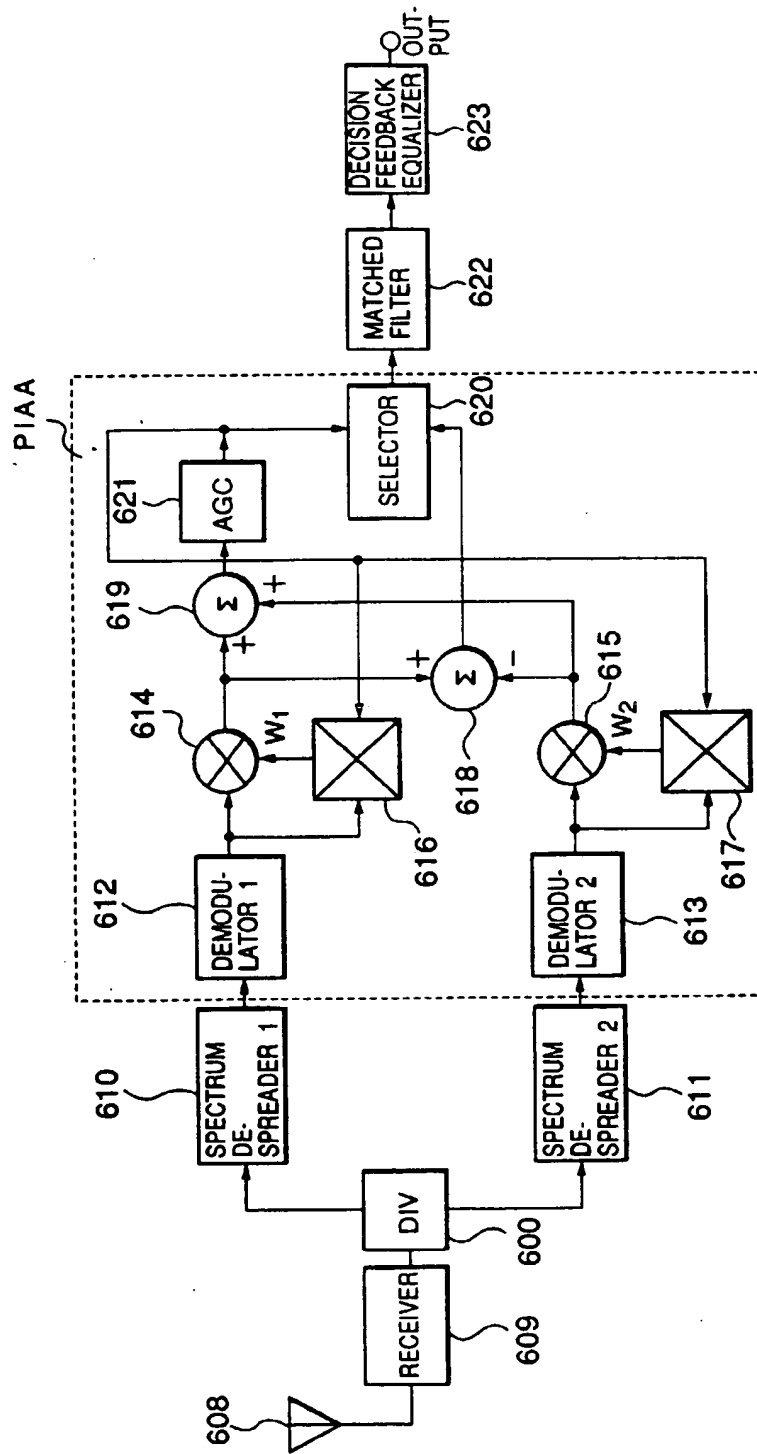 608
RECEIVER
609
DIV
600
610
SPECTRUM
DE-
SPREADER 1
SPECTRUM
DE-
SPREADER 2
611
PIAA
612
DEMODU-
LATOR 1
614
W1
616
619
Σ
+
+
621
AGC
SELECTOR
620
+
Σ
-
618
DEMODU-
LATOR 2
613
615
W2
617
MATCHED
FILTER
622
DECISION
FEEDBACK
EQUALIZER
623
OUT-
PUT